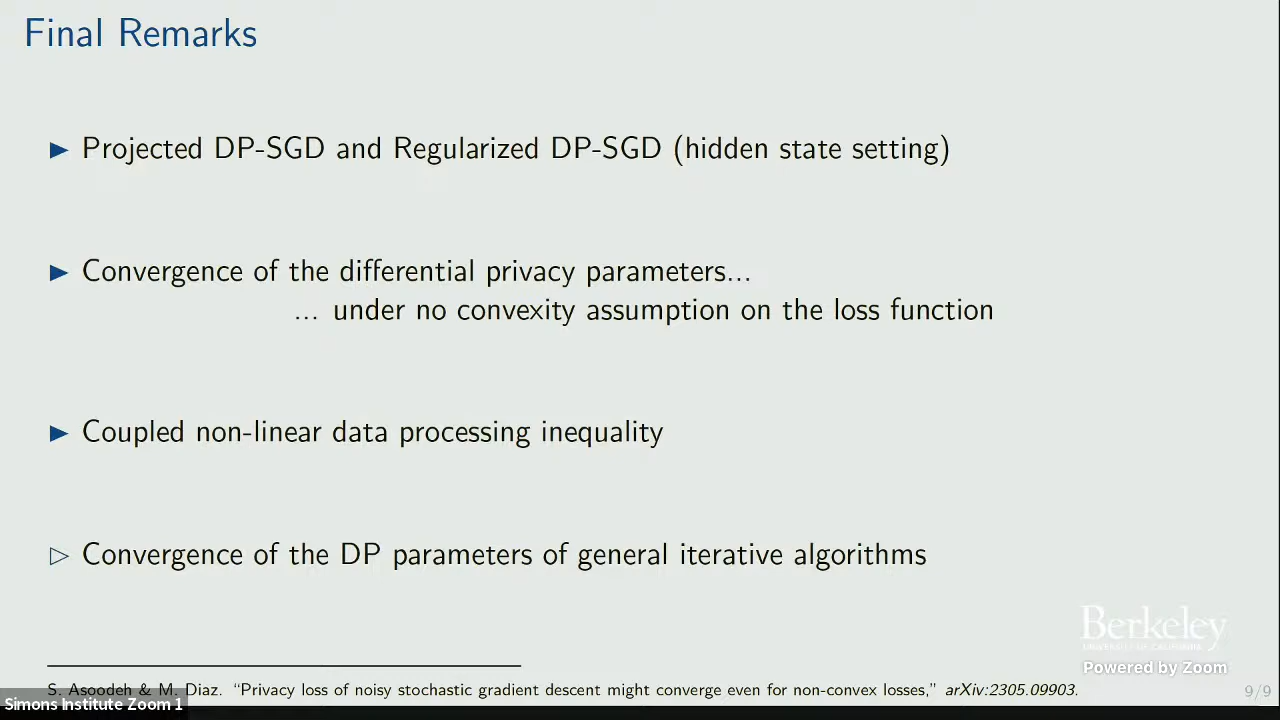 Final Remarks
Projected DP-SGD and Regularized DP-SGD (hidden state setting)
Convergence of the differential privacy parameters...
... under no convexity assumption on the loss function
Coupled non-linear data processing inequality
Convergence of the DP parameters of general iterative algorithms
Berkeley
UNIVERSITY OF CALIFORNIA
Powered by Zoom
S. Asoodeh & M. Diaz. “Privacy loss of noisy stochastic gradient descent might converge even for non-convex losses,” arXiv:2305.09903.
9/9
Simons Institute Zoom 1